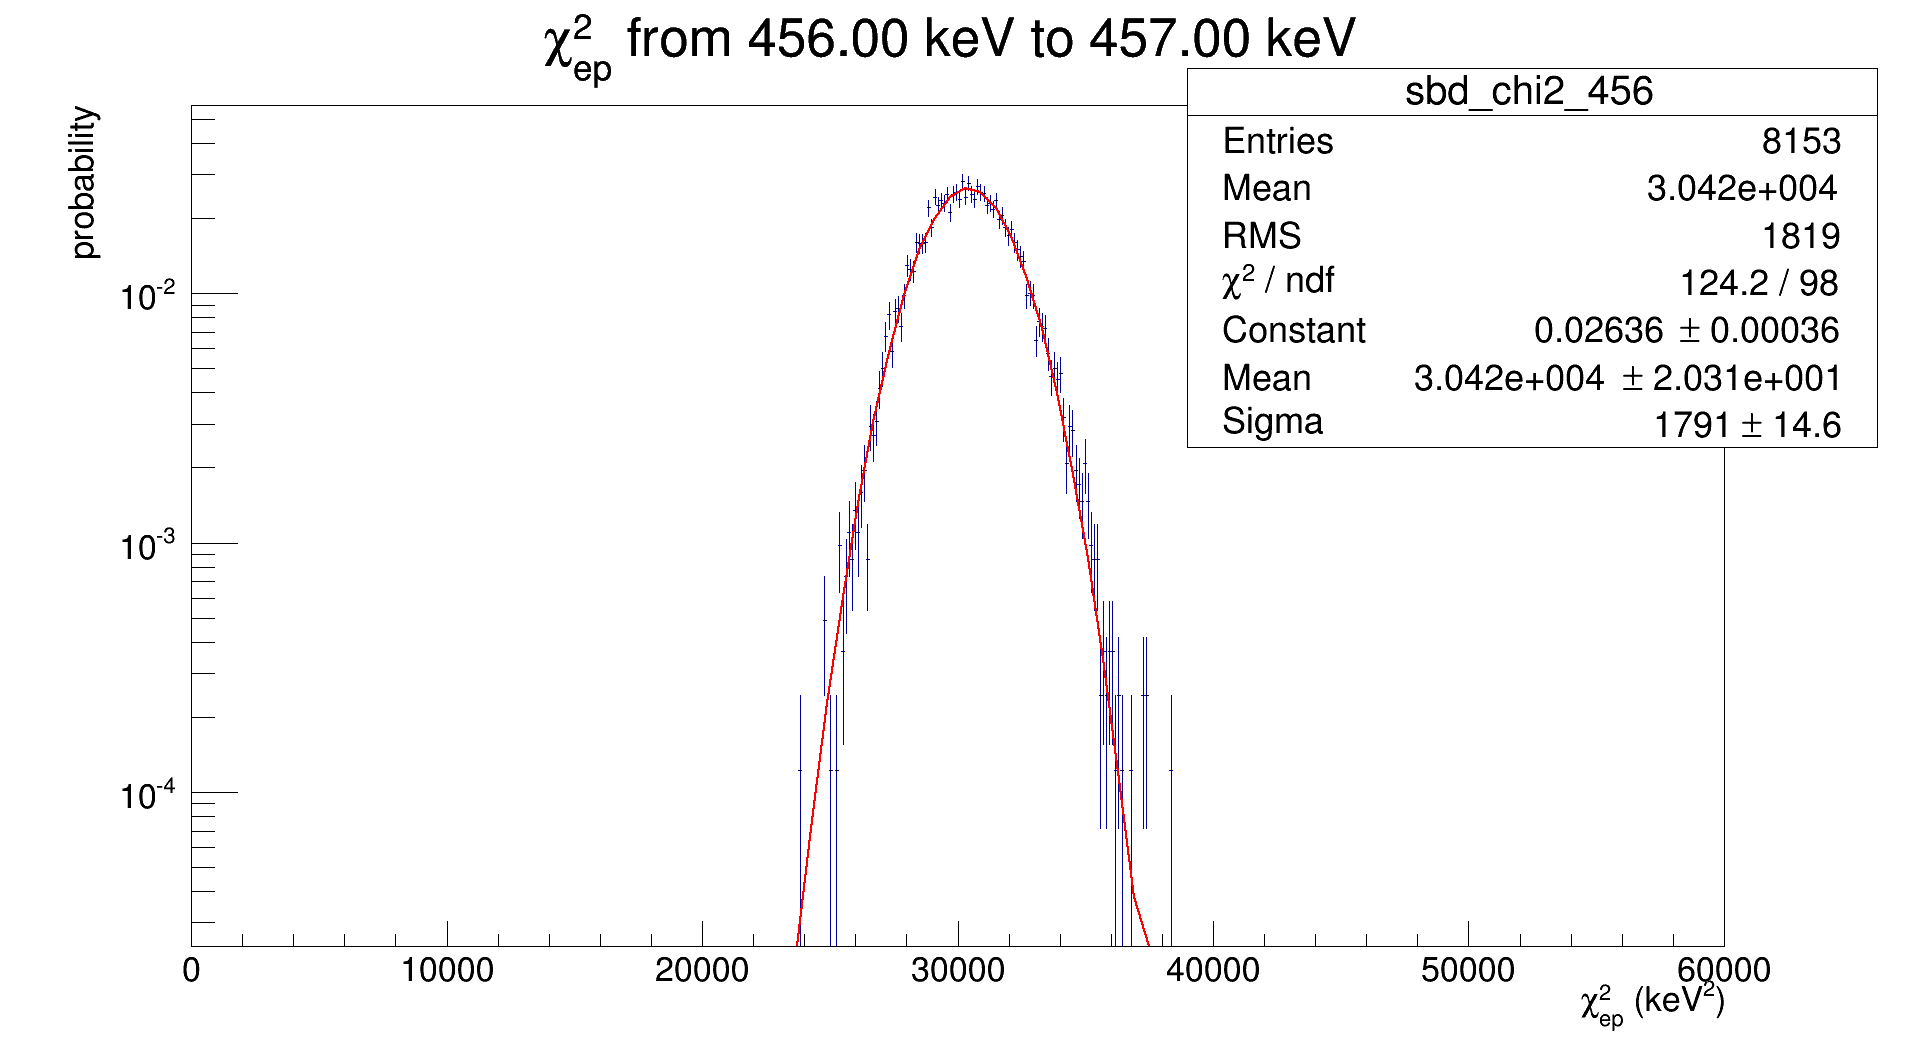 χ²ep from 456.00 keV to 457.00 keV
probability
sbd_chi2_456
Entries 8153
Mean 3.042e+004
RMS 1819
χ² / ndf 124.2 / 98
Constant 0.02636 ± 0.00036
Mean 3.042e+004 ± 2.031e+001
Sigma 1791 ± 14.6
10⁻²
10⁻³
10⁻⁴
0 10000 20000 30000 40000 50000 60000
χ²ep (keV²)